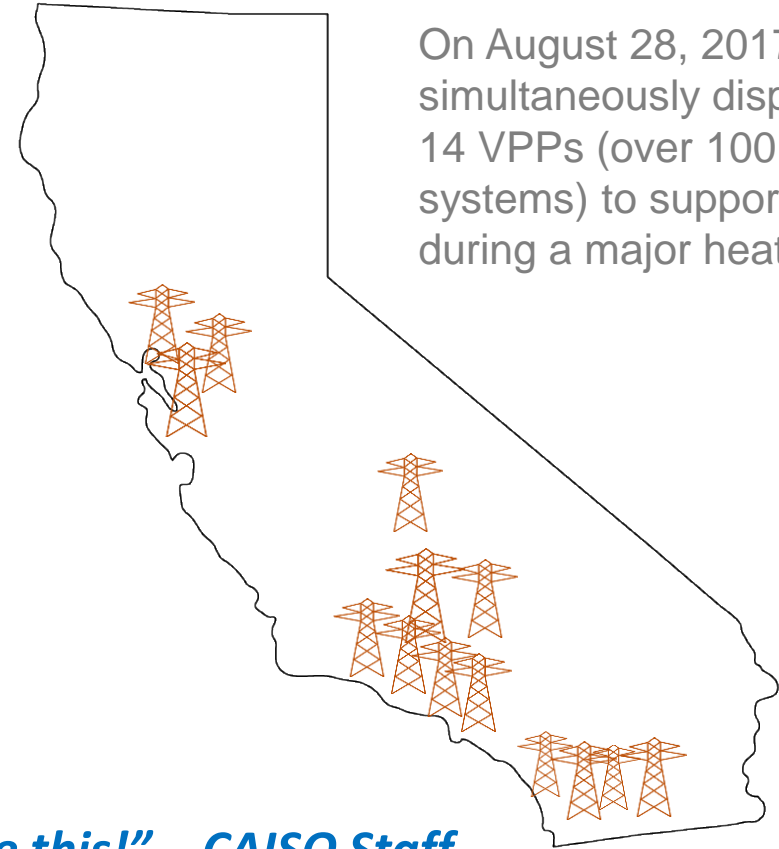 On August 28, 2017
simultaneously disp
14 VPPs (over 100
systems) to suppor
during a major heat
e this!” – CAISO Staff